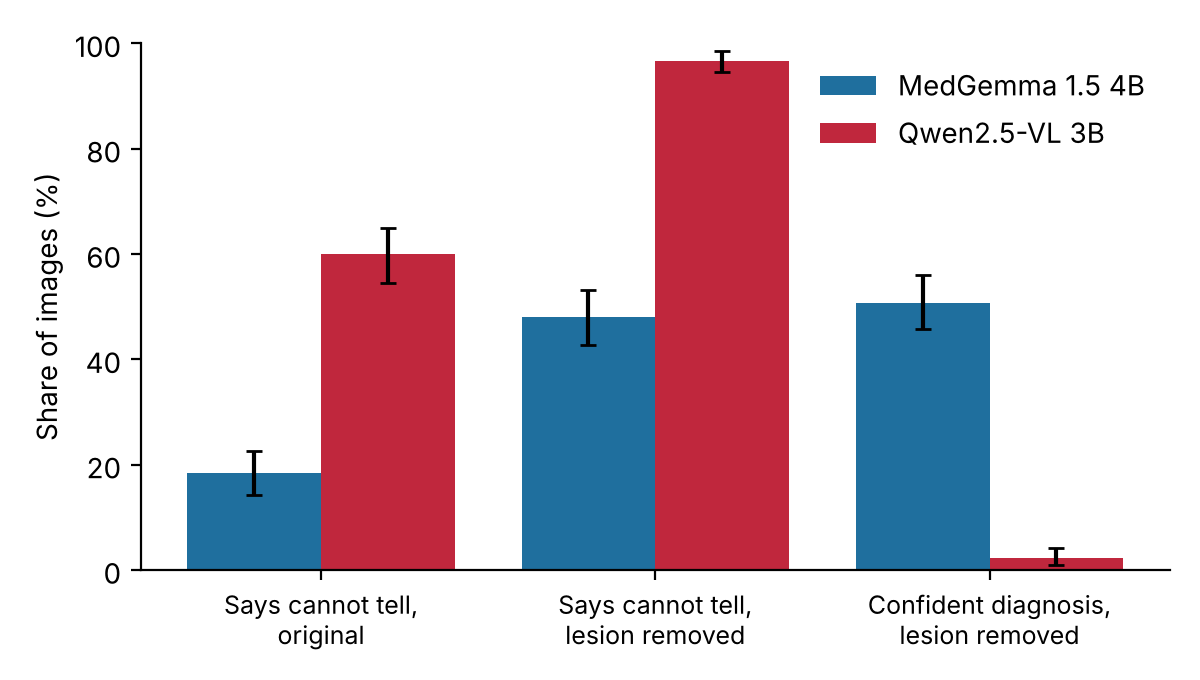 Share of images (%)
100
80
60
40
20
0
MedGemma 1.5 4B
Qwen2.5-VL 3B
Says cannot tell,
original
Says cannot tell,
lesion removed
Confident diagnosis,
lesion removed